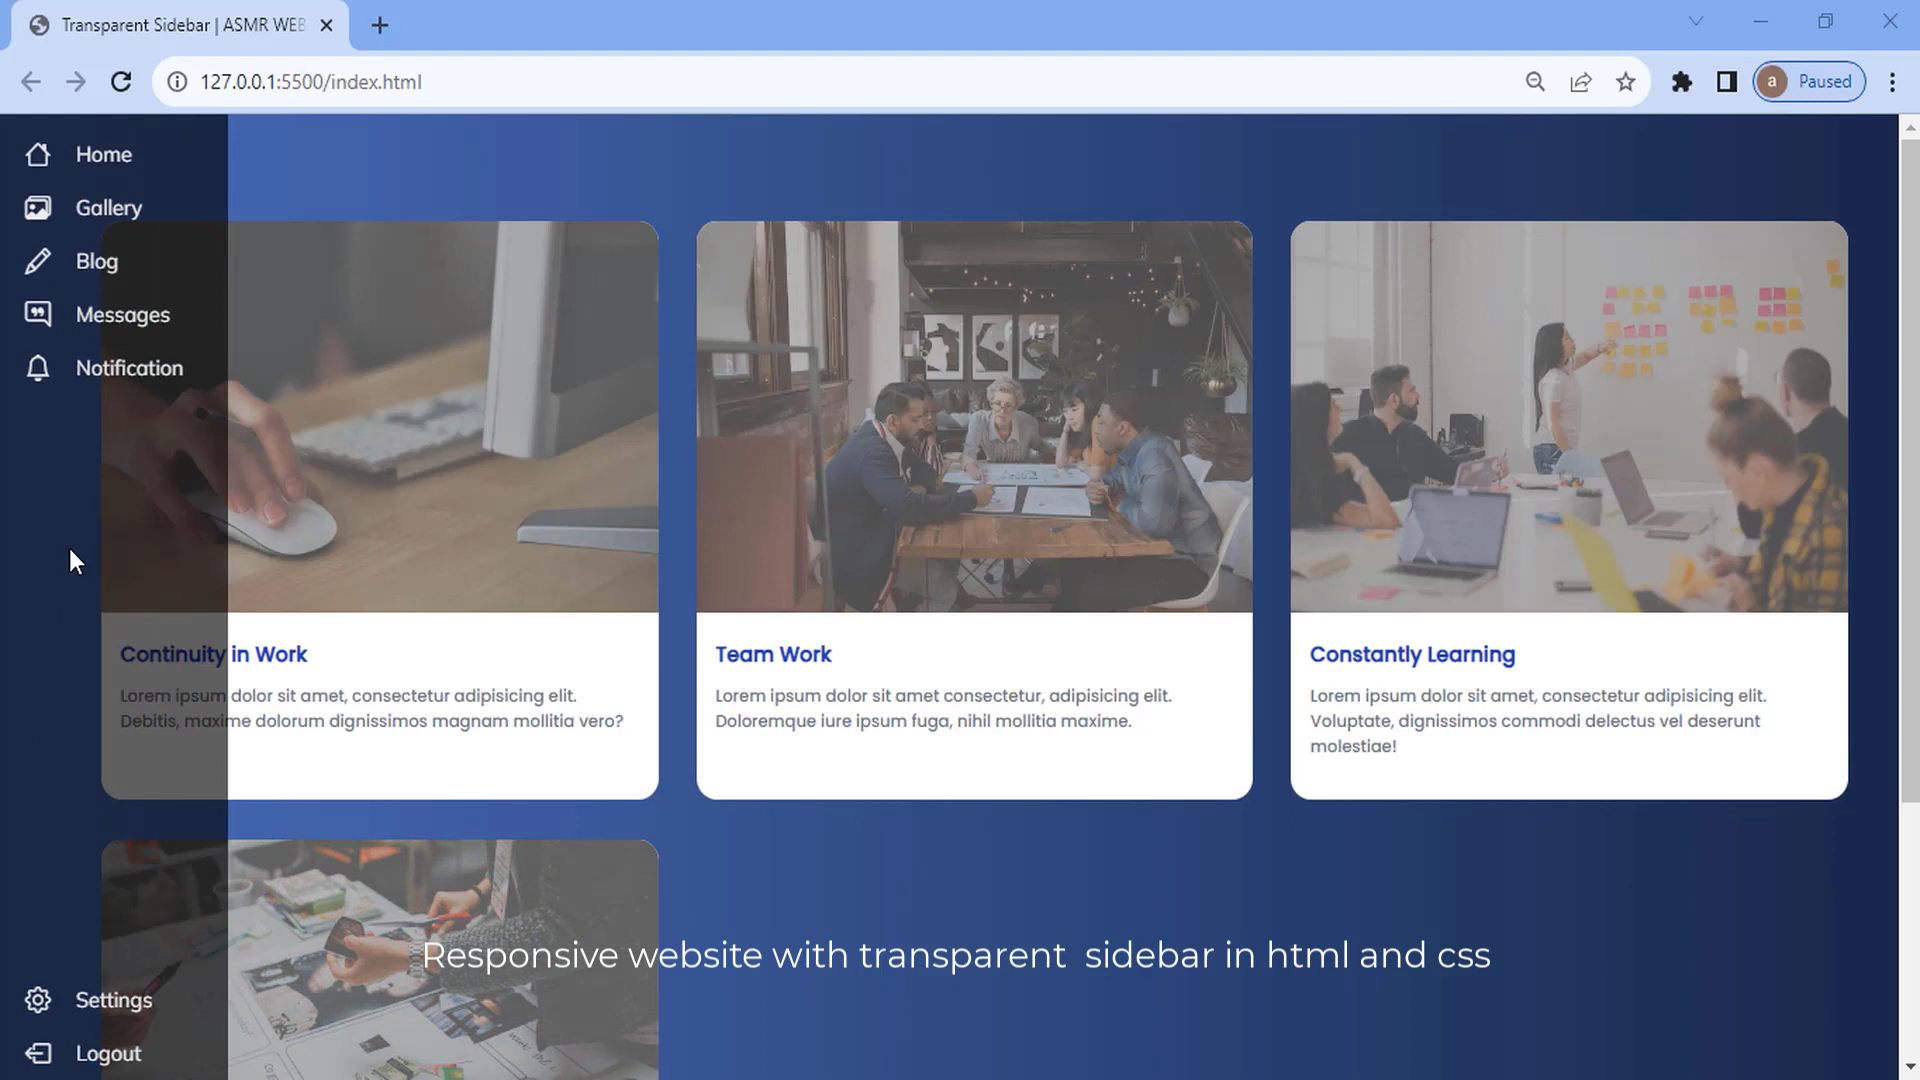 Transparent Sidebar | ASMR WEB
127.0.0.1:5500/index.html
a Paused
Home
Gallery
Blog
Messages
Notification
Continuity in Work
Lorem ipsum dolor sit amet, consectetur adipisicing elit.
Debitis, maxime dolorum dignissimos magnam mollitia vero?
Team Work
Lorem ipsum dolor sit amet consectetur, adipisicing elit.
Doloremque iure ipsum fuga, nihil mollitia maxime.
Constantly Learning
Lorem ipsum dolor sit amet, consectetur adipisicing elit.
Voluptate, dignissimos commodi delectus vel deserunt
molestiae!
Responsive website with transparent  sidebar in html and css
Settings
Logout